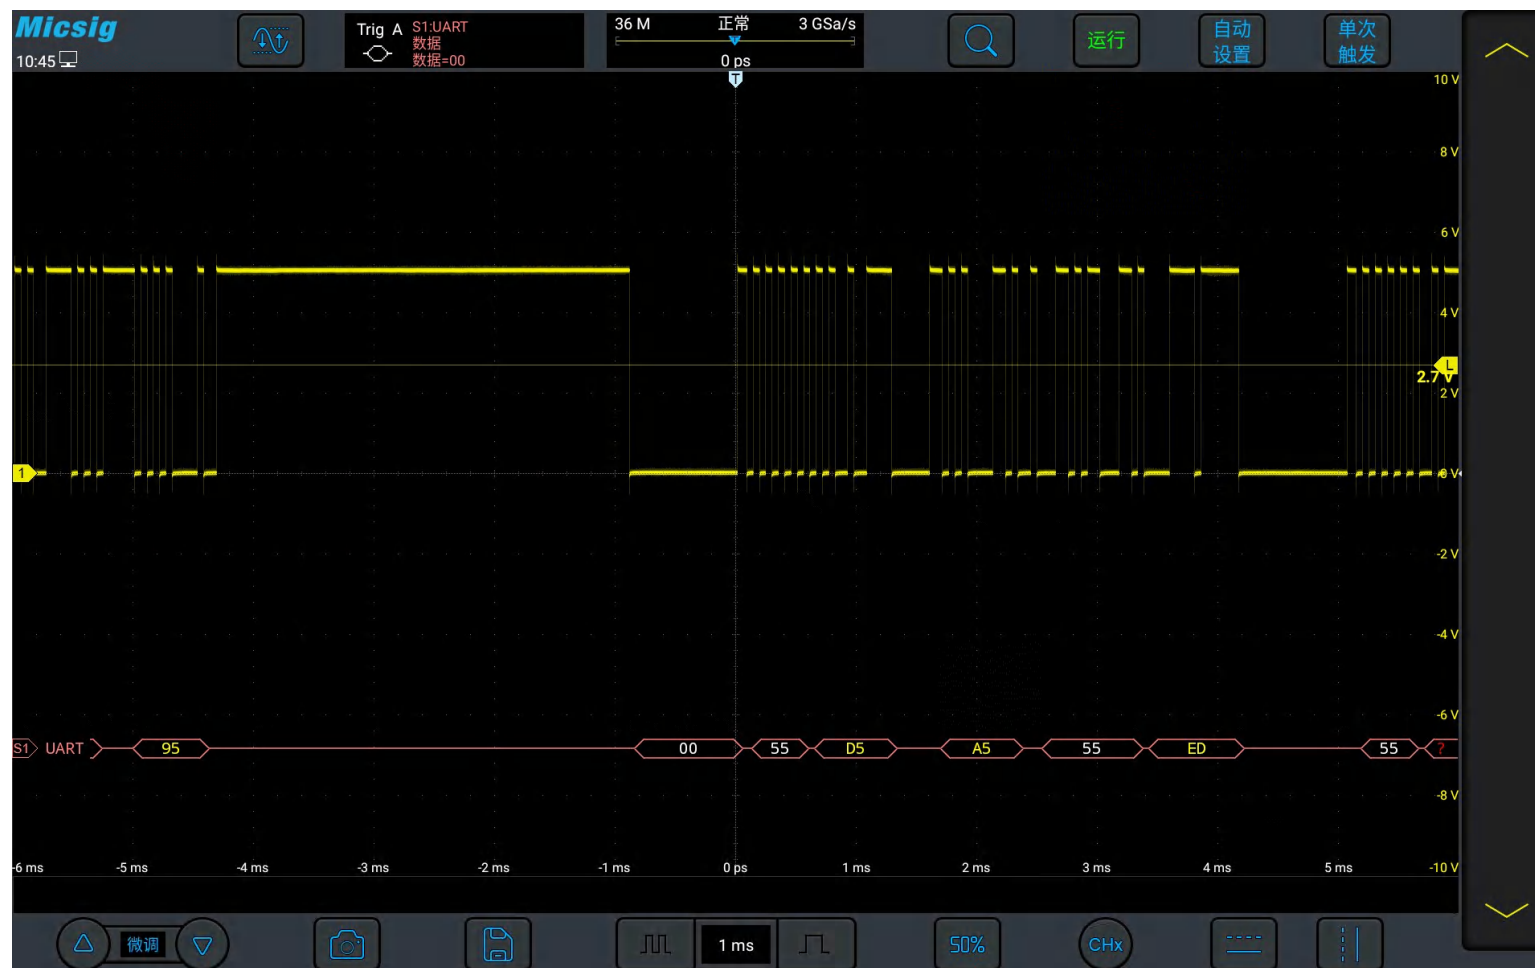 Micsig
10:45
Trig A S1:UART
数据
数据=00
36 M 正常 3 GSa/s
0 ps
运行
自动
设置
单次
触发
T
10 V
8 V
6 V
4 V
L
2.7 V
2 V
1
0 V
-2 V
-4 V
-6 V
S1 UART 95 00 55 D5 A5 55 ED 55 ?
-8 V
-6 ms -5 ms -4 ms -3 ms -2 ms -1 ms 0 ps 1 ms 2 ms 3 ms 4 ms 5 ms -10 V
微调 1 ms 50% CHx